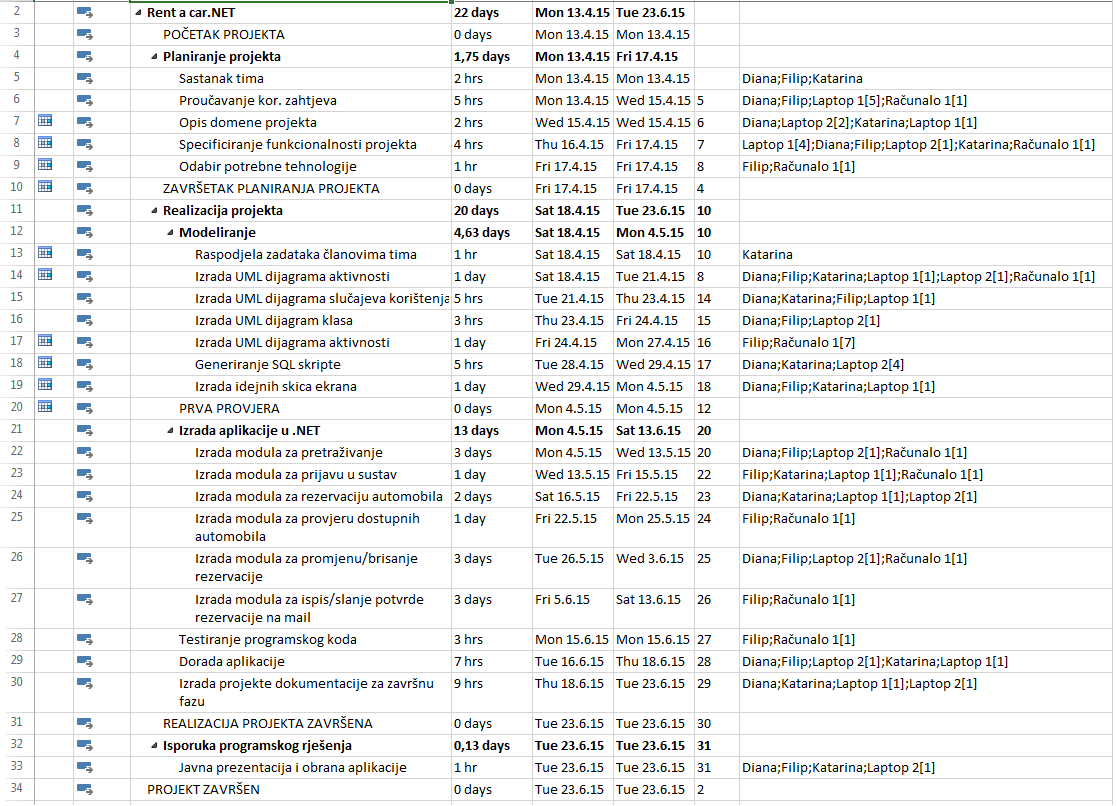 2 Rent a car.NET 22 days Mon 13.4.15 Tue 23.6.15
3 POČETAK PROJEKTA 0 days Mon 13.4.15 Mon 13.4.15
4 Planiranje projekta 1,75 days Mon 13.4.15 Fri 17.4.15
5 Sastanak tima 2 hrs Mon 13.4.15 Mon 13.4.15 Diana;Filip;Katarina
6 Proučavanje kor. zahtjeva 5 hrs Mon 13.4.15 Wed 15.4.15 5 Diana;Filip;Laptop 1[5];Računalo 1[1]
7 Opis domene projekta 2 hrs Wed 15.4.15 Wed 15.4.15 6 Diana;Laptop 2[2];Katarina;Laptop 1[1]
8 Specificiranje funkcionalnosti projekta 4 hrs Thu 16.4.15 Fri 17.4.15 7 Laptop 1[4];Diana;Filip;Laptop 2[1];Katarina;Računalo 1[1]
9 Odabir potrebne tehnologije 1 hr Fri 17.4.15 Fri 17.4.15 8 Filip;Računalo 1[1]
10 ZAVRŠETAK PLANIRANJA PROJEKTA 0 days Fri 17.4.15 Fri 17.4.15 4
11 Realizacija projekta 20 days Sat 18.4.15 Tue 23.6.15 10
12 Modeliranje 4,63 days Sat 18.4.15 Mon 4.5.15 10
13 Raspodjela zadataka članovima tima 1 hr Sat 18.4.15 Sat 18.4.15 10 Katarina
14 Izrada UML dijagrama aktivnosti 1 day Sat 18.4.15 Tue 21.4.15 8 Diana;Filip;Katarina;Laptop 1[1];Laptop 2[1];Računalo 1[1]
15 Izrada UML dijagrama slučajeva korištenja 5 hrs Tue 21.4.15 Thu 23.4.15 14 Diana;Katarina;Filip;Laptop 1[1]
16 Izrada UML dijagram klasa 3 hrs Thu 23.4.15 Fri 24.4.15 15 Diana;Filip;Laptop 2[1]
17 Izrada UML dijagrama aktivnosti 1 day Fri 24.4.15 Mon 27.4.15 16 Filip;Računalo 1[7]
18 Generiranje SQL skripte 5 hrs Tue 28.4.15 Wed 29.4.15 17 Diana;Katarina;Laptop 2[4]
19 Izrada idejnih skica ekrana 1 day Wed 29.4.15 Mon 4.5.15 18 Diana;Filip;Katarina;Laptop 1[1]
20 PRVA PROVJERA 0 days Mon 4.5.15 Mon 4.5.15 12
21 Izrada aplikacije u .NET 13 days Mon 4.5.15 Sat 13.6.15 20
22 Izrada modula za pretraživanje 3 days Mon 4.5.15 Wed 13.5.15 20 Diana;Filip;Laptop 2[1];Računalo 1[1]
23 Izrada modula za prijavu u sustav 1 day Wed 13.5.15 Fri 15.5.15 22 Filip;Katarina;Laptop 1[1];Računalo 1[1]
24 Izrada modula za rezervaciju automobila 2 days Sat 16.5.15 Fri 22.5.15 23 Diana;Katarina;Laptop 1[1];Laptop 2[1]
25 Izrada modula za provjeru dostupnih 1 day Fri 22.5.15 Mon 25.5.15 24 Filip;Računalo 1[1]
automobila
26 Izrada modula za promjenu/brisanje 3 days Tue 26.5.15 Wed 3.6.15 25 Diana;Filip;Laptop 2[1];Računalo 1[1]
rezervacije
27 Izrada modula za ispis/slanje potvrde 3 days Fri 5.6.15 Sat 13.6.15 26 Filip;Računalo 1[1]
rezervacije na mail
28 Testiranje programskog koda 3 hrs Mon 15.6.15 Mon 15.6.15 27 Filip;Računalo 1[1]
29 Dorada aplikacije 7 hrs Tue 16.6.15 Thu 18.6.15 28 Diana;Filip;Laptop 2[1];Katarina;Laptop 1[1]
30 Izrada projekte dokumentacije za završnu 9 hrs Thu 18.6.15 Tue 23.6.15 29 Diana;Katarina;Laptop 1[1];Laptop 2[1]
fazu
31 REALIZACIJA PROJEKTA ZAVRŠENA 0 days Tue 23.6.15 Tue 23.6.15 30
32 Isporuka programskog rješenja 0,13 days Tue 23.6.15 Tue 23.6.15 31
33 Javna prezentacija i obrana aplikacije 1 hr Tue 23.6.15 Tue 23.6.15 31 Diana;Filip;Katarina;Laptop 2[1]
34 PROJEKT ZAVRŠEN 0 days Tue 23.6.15 Tue 23.6.15 2